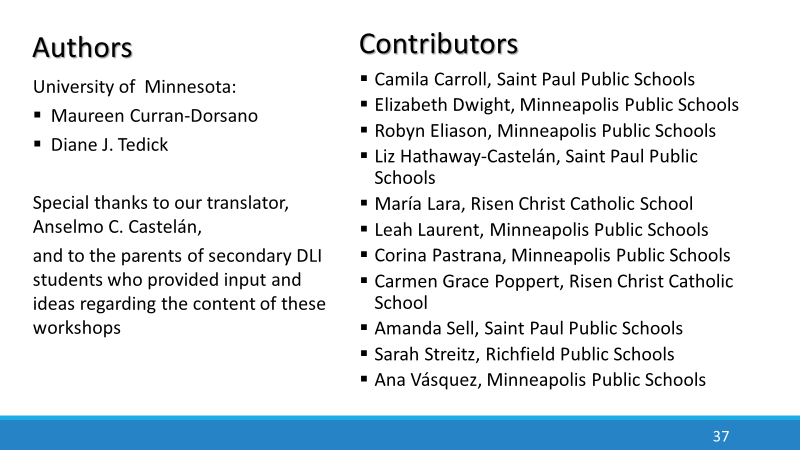 Authors
University of  Minnesota:
▪ Maureen Curran-Dorsano
▪ Diane J. Tedick
Special thanks to our translator,
Anselmo C. Castelán,
and to the parents of secondary DLI
students who provided input and
ideas regarding the content of these
workshops
Contributors
▪ Camila Carroll, Saint Paul Public Schools
▪ Elizabeth Dwight, Minneapolis Public Schools
▪ Robyn Eliason, Minneapolis Public Schools
▪ Liz Hathaway-Castelán, Saint Paul Public
Schools
▪ María Lara, Risen Christ Catholic School
▪ Leah Laurent, Minneapolis Public Schools
▪ Corina Pastrana, Minneapolis Public Schools
▪ Carmen Grace Poppert, Risen Christ Catholic
School
▪ Amanda Sell, Saint Paul Public Schools
▪ Sarah Streitz, Richfield Public Schools
▪ Ana Vásquez, Minneapolis Public Schools
37